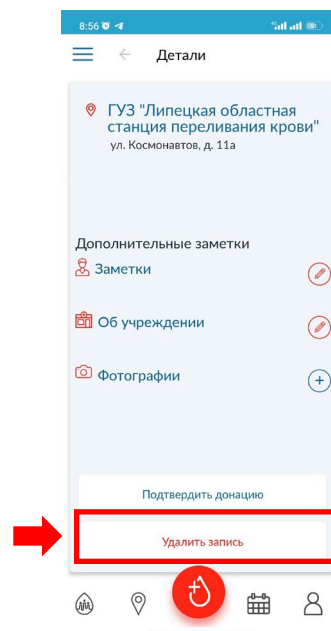 8:56
Детали
ГУЗ "Липецкая областная
станция переливания крови"
ул. Космонавтов, д. 11а
Дополнительные заметки
Заметки
Об учреждении
Фотографии
Подтвердить донацию
Удалить запись